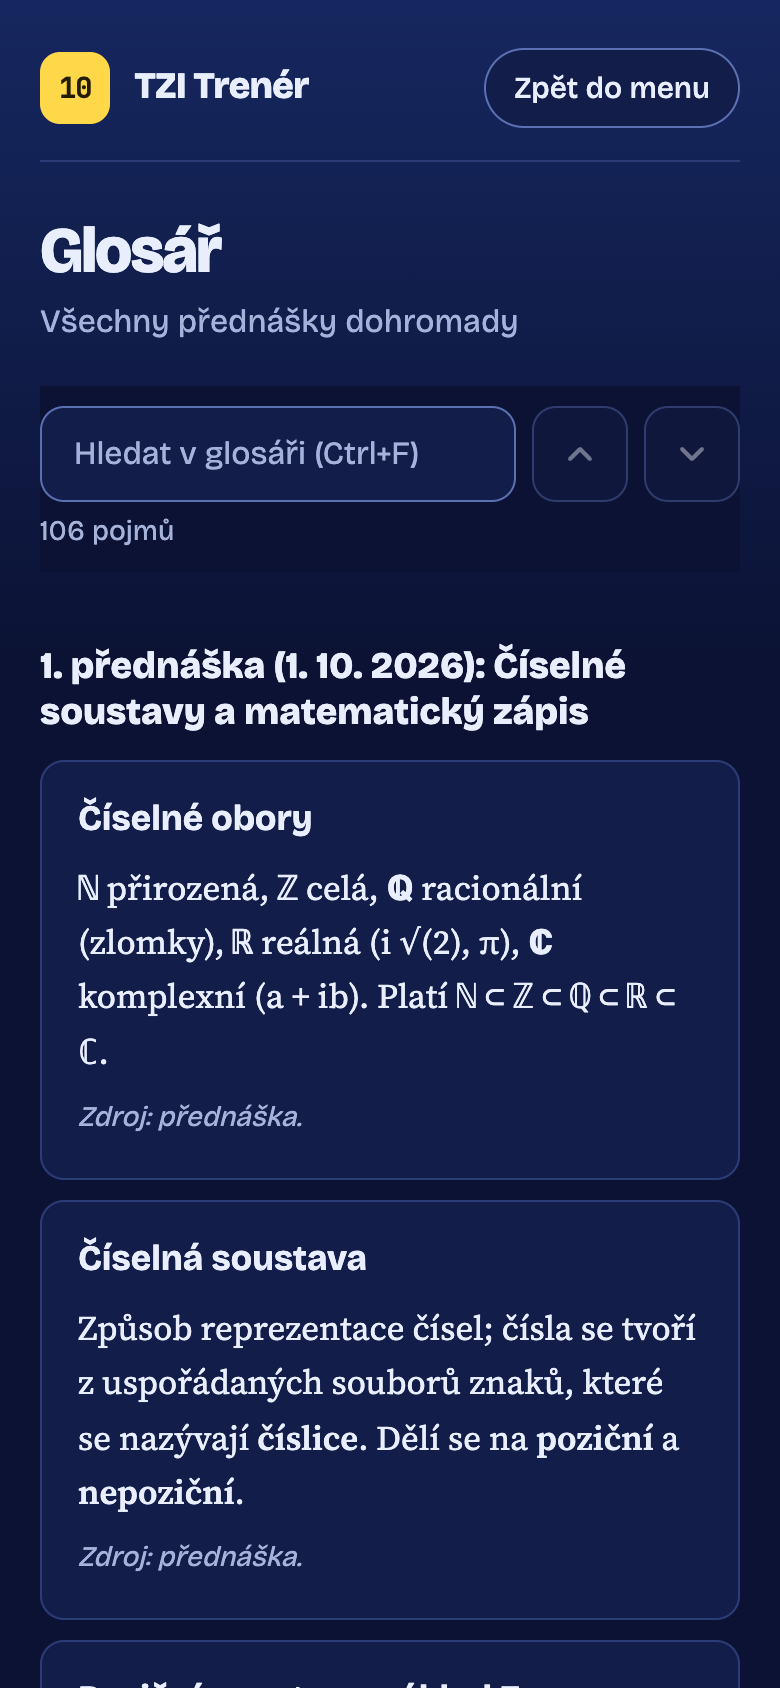 10 TZI Trenér Zpět do menu
Glosář
Všechny přednášky dohromady
Hledat v glosáři (Ctrl+F)
106 pojmů
1. přednáška (1. 10. 2026): Číselné
soustavy a matematický zápis
Číselné obory
ℕ přirozená, ℤ celá, ℚ racionální
(zlomky), ℝ reálná (i √(2), π), ℂ
komplexní (a + ib). Platí ℕ ⊂ ℤ ⊂ ℚ ⊂ ℝ ⊂
ℂ.
Zdroj: přednáška.
Číselná soustava
Způsob reprezentace čísel; čísla se tvoří
z uspořádaných souborů znaků, které
se nazývají číslice. Dělí se na poziční a
nepoziční.
Zdroj: přednáška.